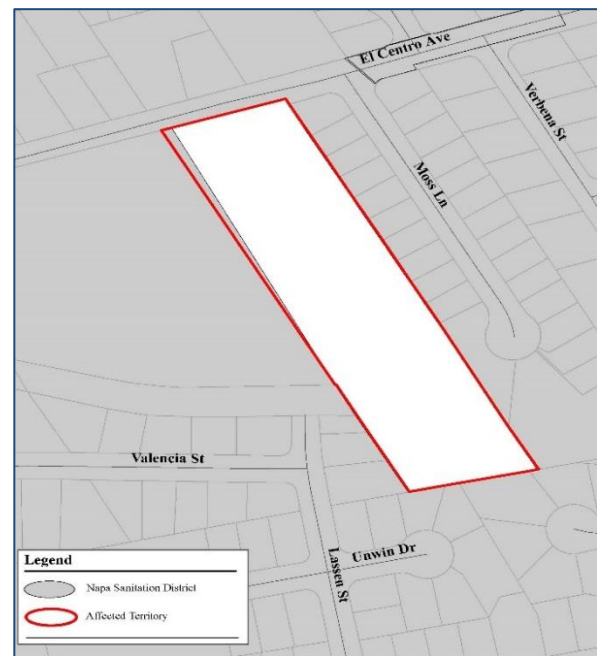 El Centro Ave
Verbena St
Moss Ln
Valencia St
Lassen St
Unwin Dr
Legend
Napa Sanitation District
Affected Territory